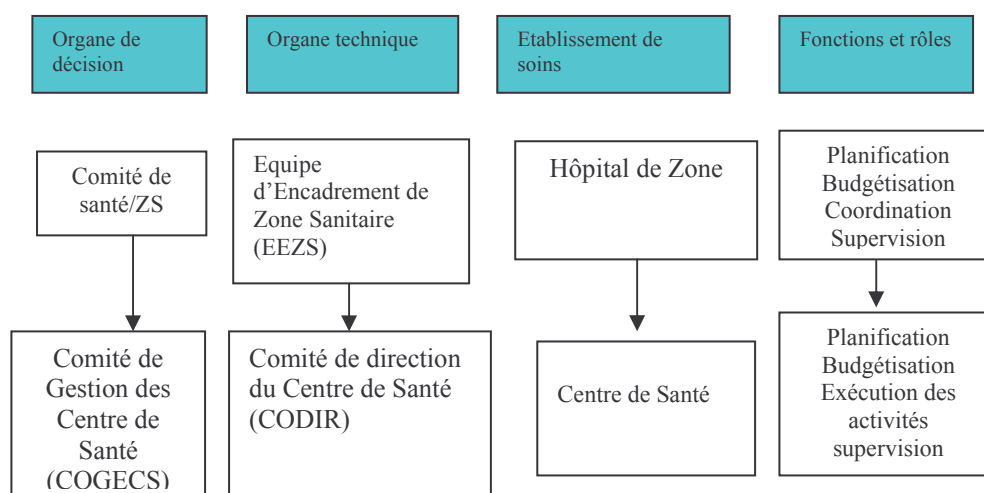 Organe de
décision
Organe technique
Etablissement de
soins
Fonctions et rôles
Comité de
santé/ZS
Equipe
d’Encadrement de
Zone Sanitaire
(EEZS)
Hôpital de Zone
Planification
Budgétisation
Coordination
Supervision
Comité de
Gestion des
Centre de
Santé
(COGECS)
Comité de direction
du Centre de Santé
(CODIR)
Centre de Santé
Planification
Budgétisation
Exécution des
activités
supervision